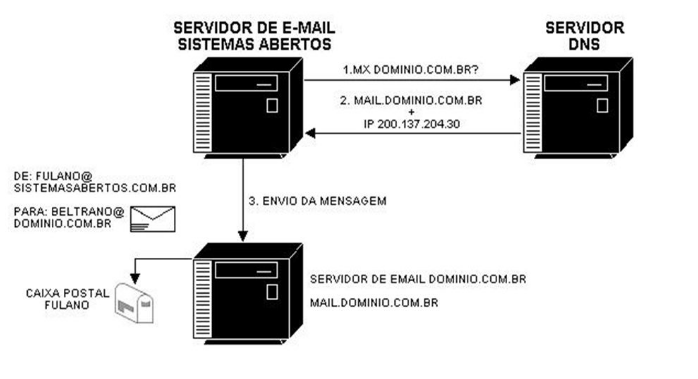 SERVIDOR DE E-MAIL
SISTEMAS ABERTOS
SERVIDOR
DNS
1.MX DOMINIO.COM.BR?
2. MAIL.DOMINIO.COM.BR
+
IP 200.137.204.30
DE: FULANO@
SISTEMASABERTOS.COM.BR
PARA: BELTRANO@
DOMINIO.COM.BR
3. ENVIO DA MENSAGEM
CAIXA POSTAL
FULANO
SERVIDOR DE EMAIL DOMINIO.COM.BR
MAIL.DOMINIO.COM.BR